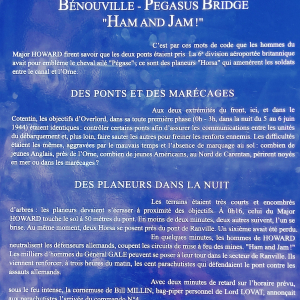 BÉNOUVILLE - PEGASUS BRIDGE
"HAM AND JAM !"
C'est par ces mots de code que les hommes du
Major HOWARD firent savoir que les deux ponts étaient pris. La 6e division aéroportée britannique
avait pour emblème le cheval ailé "Pégase"; ce sont des planeurs "Horsa" qui amenèrent les soldats
entre le canal et l'Orne.
DES PONTS ET DES MARÉCAGES
Aux deux extrémités du front, ici, et dans le
Cotentin, les objectifs d'Overlord, dans sa toute première phase (0h - 3h, dans la nuit du 5 au 6 juin
1944) étaient identiques : contrôler certains ponts afin d'assurer les communications entre les unités
du débarquement et, plus loin, faire sauter les autres pour freiner les renforts ennemis. Les difficultés
étaient les mêmes, aggravées par le mauvais temps et l'absence de marquage au sol : combien de
jeunes Anglais, près de l'Orne, combien de jeunes Américains, au Nord de Carentan, périrent noyés
en mer ou dans les marécages ?
DES PLANEURS DANS LA NUIT
Les terrains étaient très courts et encombrés
d'arbres : les planeurs devaient s'écraser à proximité des objectifs. A 0h16, celui du Major
HOWARD touche le sol à 50 mètres du pont. En moins de deux minutes, deux autres suivent, l'un se
brise. Au même moment, deux Horsa se posent près du pont de Ranville. Un sixième avait été perdu.
En quelques minutes, les hommes de HOWARD
neutralisent les défenseurs allemands, coupent les circuits de mise à feu des mines. "Ham and Jam !"
Les milliers d'hommes du Général GALE peuvent se poser à leur tour dans le secteur de Ranville. Ils
viennent renforcer, à trois heures du matin, les cent parachutistes qui défendaient le pont contre les
assauts allemands.
Avec deux minutes de retard sur l'horaire prévu,
sous le feu intense, la cornemuse de Bill MILLIN, bag-piper personnel de Lord LOVAT, annonçait
aux parachutistes l'arrivée du commando N°4.